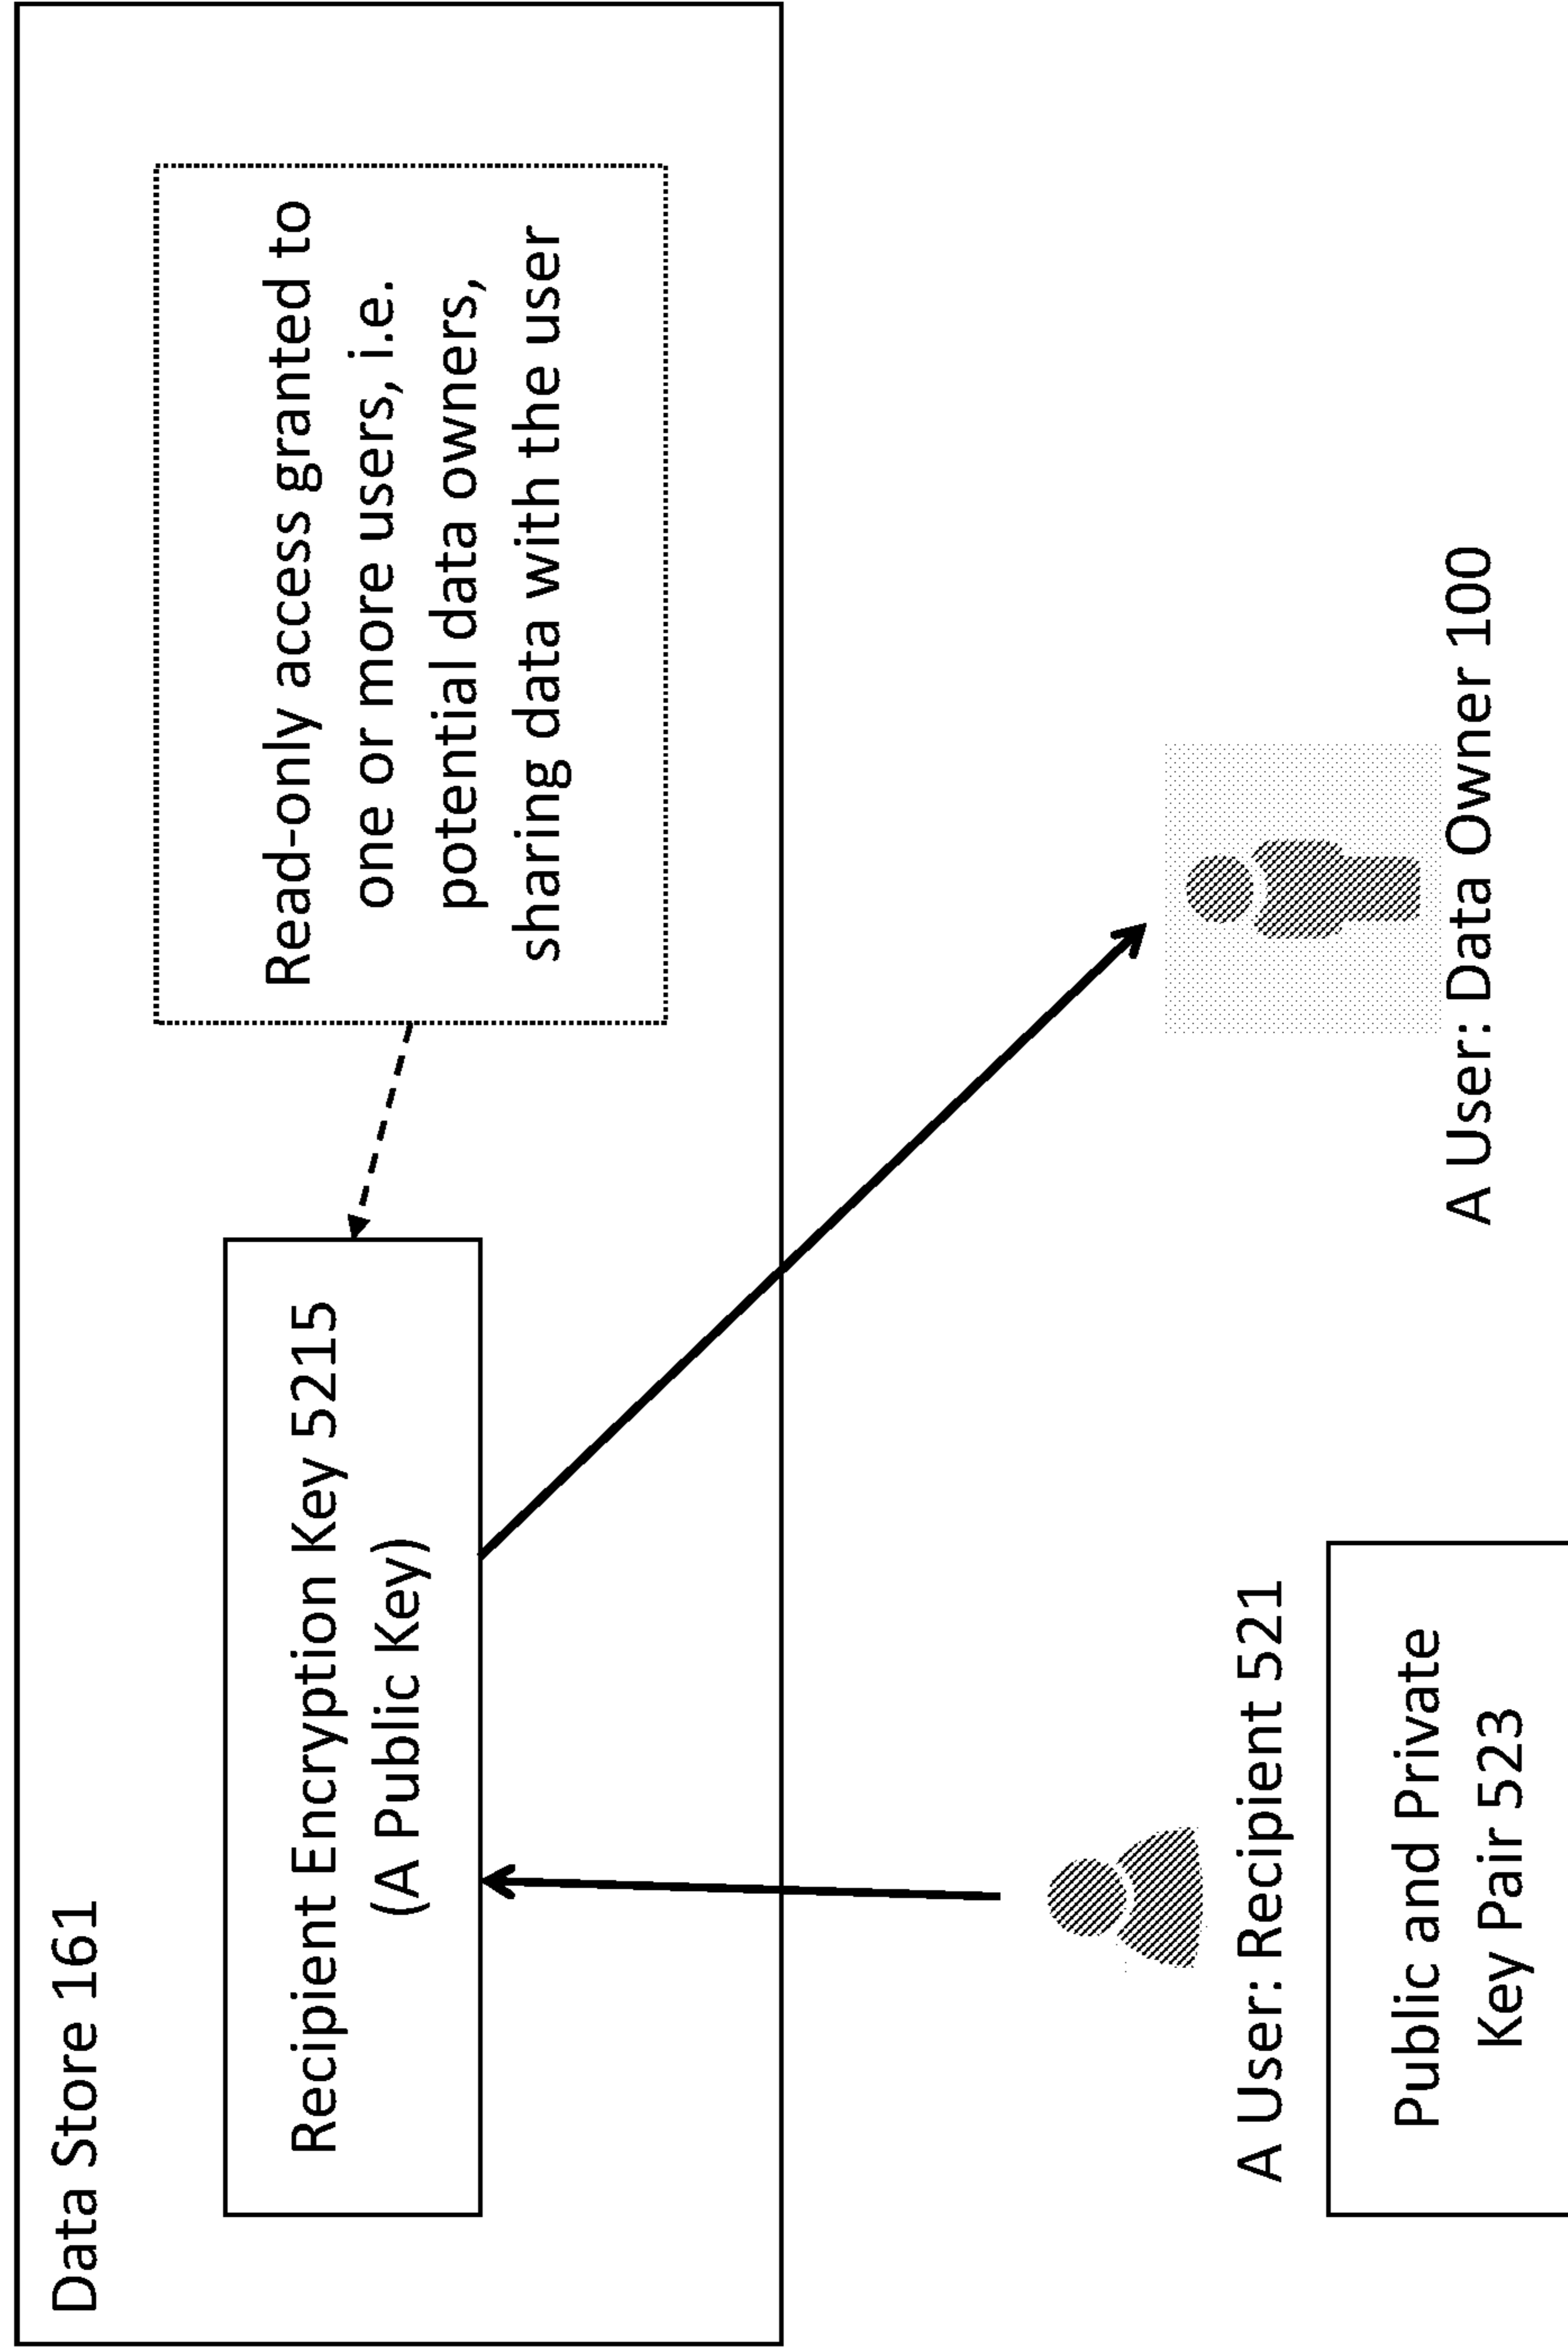 Data Store 161
Recipient Encryption Key 5215
(A Public Key)
Read-only access granted to
one or more users, i.e.
potential data owners,
sharing data with the user
A User: Recipient 521
Public and Private
Key Pair 523
A User: Data Owner 100